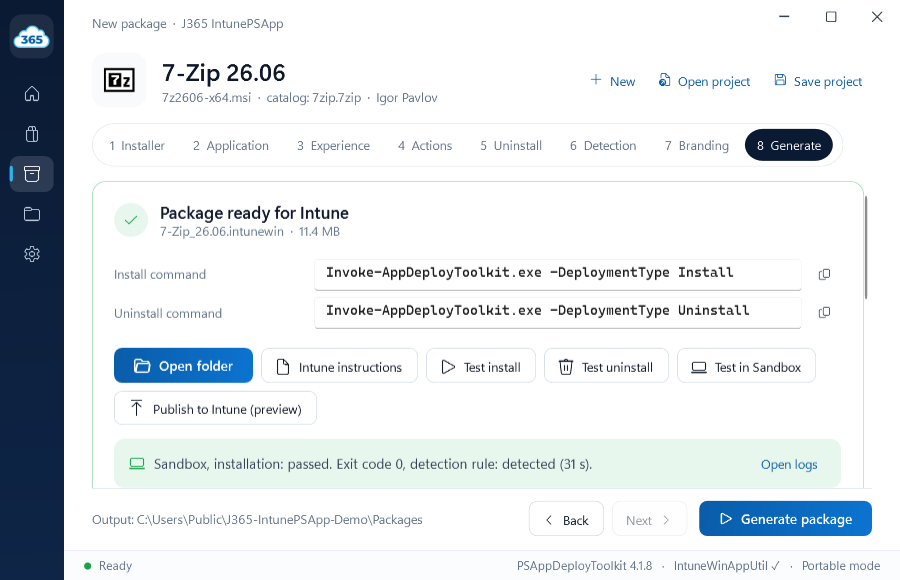 New package · J365 IntunePSApp
365
7z
7-Zip 26.06
7z2606-x64.msi · catalog: 7zip.7zip · Igor Pavlov
New
Open project
Save project
1 Installer
2 Application
3 Experience
4 Actions
5 Uninstall
6 Detection
7 Branding
8 Generate
Package ready for Intune
7-Zip_26.06.intunewin · 11.4 MB
Install command
Invoke-AppDeployToolkit.exe -DeploymentType Install
Uninstall command
Invoke-AppDeployToolkit.exe -DeploymentType Uninstall
Open folder
Intune instructions
Test install
Test uninstall
Test in Sandbox
Publish to Intune (preview)
Sandbox, installation: passed. Exit code 0, detection rule: detected (31 s).
Open logs
Output: C:\Users\Public\J365-IntunePSApp-Demo\Packages
Back
Next
Generate package
Ready
PSAppDeployToolkit 4.1.8 · IntuneWinAppUtil ✓ · Portable mode